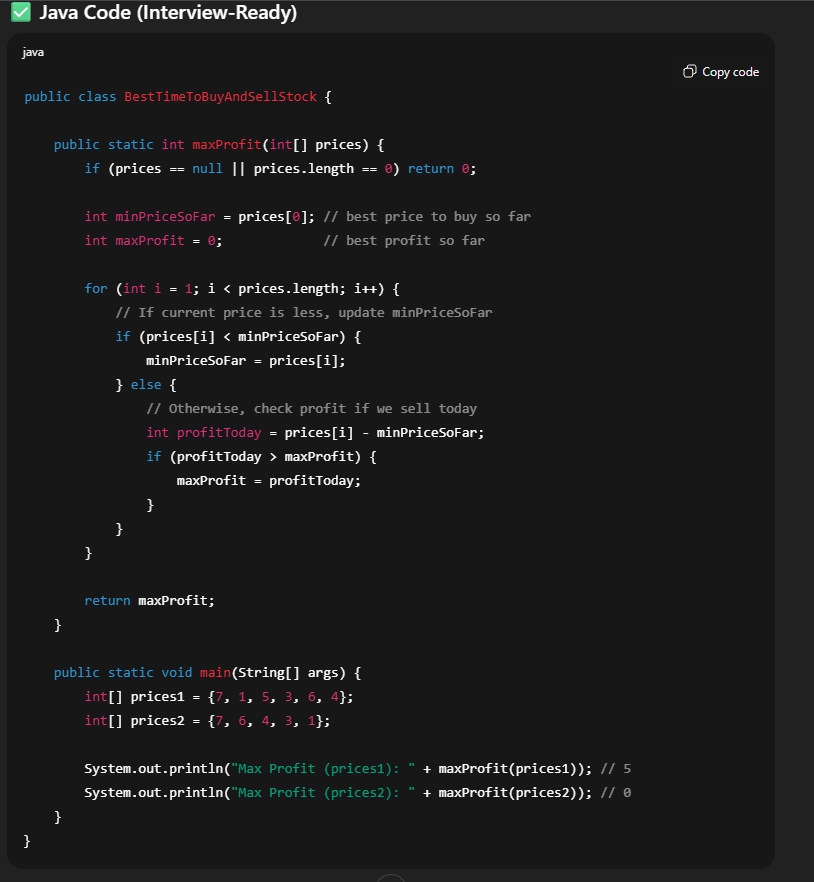 ✅ Java Code (Interview-Ready)
java
Copy code
public class BestTimeToBuyAndSellStock {
    public static int maxProfit(int[] prices) {
        if (prices == null || prices.length == 0) return 0;
        int minPriceSoFar = prices[0]; // best price to buy so far
        int maxProfit = 0;             // best profit so far
        for (int i = 1; i < prices.length; i++) {
            // If current price is less, update minPriceSoFar
            if (prices[i] < minPriceSoFar) {
                minPriceSoFar = prices[i];
            } else {
                // Otherwise, check profit if we sell today
                int profitToday = prices[i] - minPriceSoFar;
                if (profitToday > maxProfit) {
                    maxProfit = profitToday;
                }
            }
        }
        return maxProfit;
    }
    public static void main(String[] args) {
        int[] prices1 = {7, 1, 5, 3, 6, 4};
        int[] prices2 = {7, 6, 4, 3, 1};
        System.out.println("Max Profit (prices1): " + maxProfit(prices1)); // 5
        System.out.println("Max Profit (prices2): " + maxProfit(prices2)); // 0
    }
}